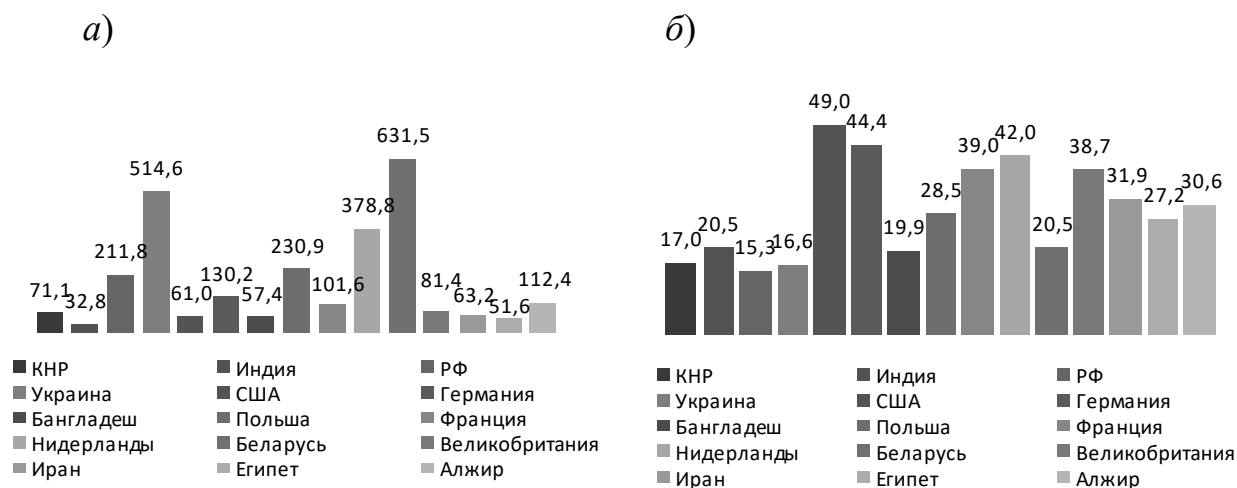 а) б)
71,1 32,8 211,8 514,6 61,0 130,2 57,4 230,9 101,6 378,8 631,5 81,4 63,2 51,6 112,4
КНР Индия РФ
Украина США Германия
Бангладеш Польша Франция
Нидерланды Беларусь Великобритания
Иран Египет Алжир
17,0 20,5 15,3 16,6 49,0 44,4 19,9 28,5 39,0 42,0 20,5 38,7 31,9 27,2 30,6
КНР Индия РФ
Украина США Германия
Бангладеш Польша Франция
Нидерланды Беларусь Великобритания
Иран Египет Алжир